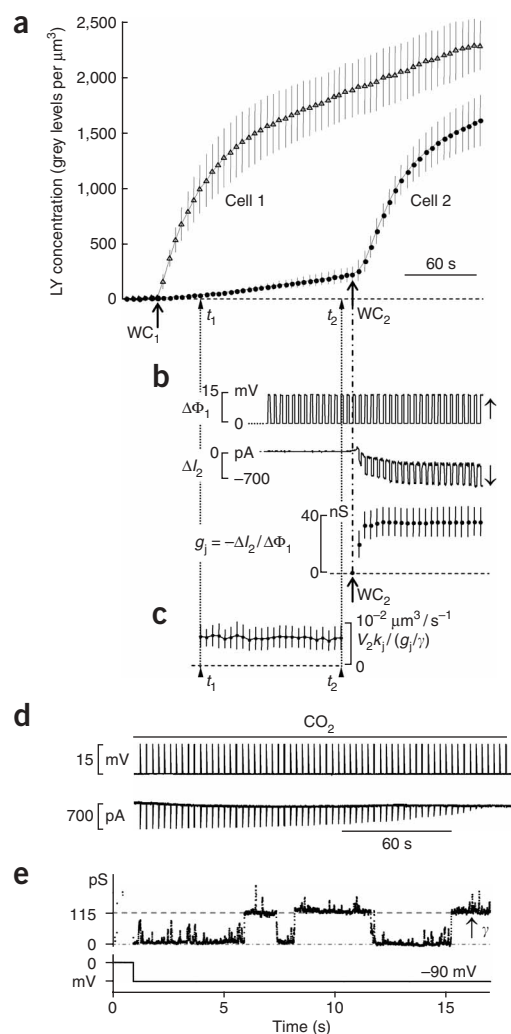 a
LY concentration (grey levels per μm³)
2,500
2,000
1,500
1,000
500
0
Cell 1
Cell 2
60 s
WC₁
t₁
t₂
WC₂
b
ΔΦ₁
15
mV
0
↑
ΔI₂
0
pA
−700
↓
gⱼ = −ΔI₂/ΔΦ₁
40
nS
0
WC₂
c
10⁻² μm³/s⁻¹
V₂kⱼ/(gⱼ/γ)
0
t₁
t₂
d
CO₂
15
mV
700
pA
60 s
e
pS
115
0
γ
0
mV
−90 mV
0
5
10
15
Time (s)